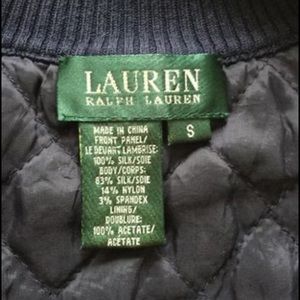 LAUREN
RALPH LAUREN
S
MADE IN CHINA
FRONT PANEL/
LE DEVANT LAMBRISE:
100% SILK/SOIE
BODY/CORPS:
83% SILK/SOIE
14% NYLON
3% SPANDEX
LINING/
DOUBLURE:
100% ACETATE/
ACETATE